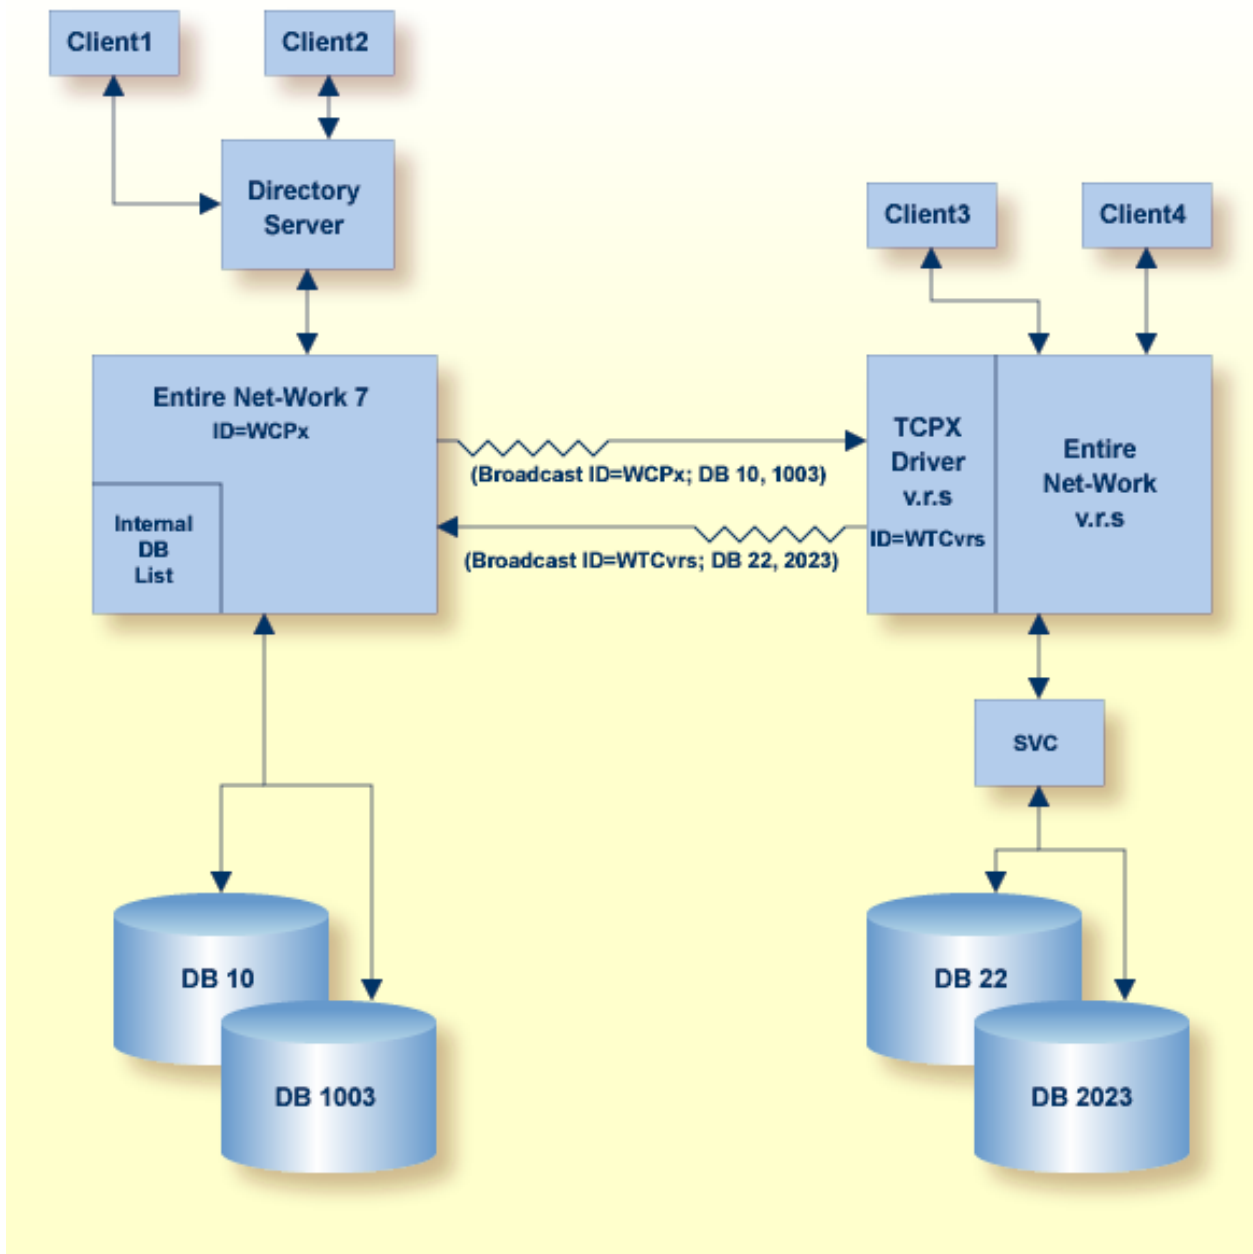 Client1
Client2
Directory
Server
Client3
Client4
Entire Net-Work 7
ID=WCPx
Internal
DB
List
(Broadcast ID=WCPx; DB 10, 1003)
(Broadcast ID=WTCvrs; DB 22, 2023)
TCPX
Driver
v.r.s
ID=WTCvrs
Entire
Net-Work
v.r.s
SVC
DB 10
DB 1003
DB 22
DB 2023